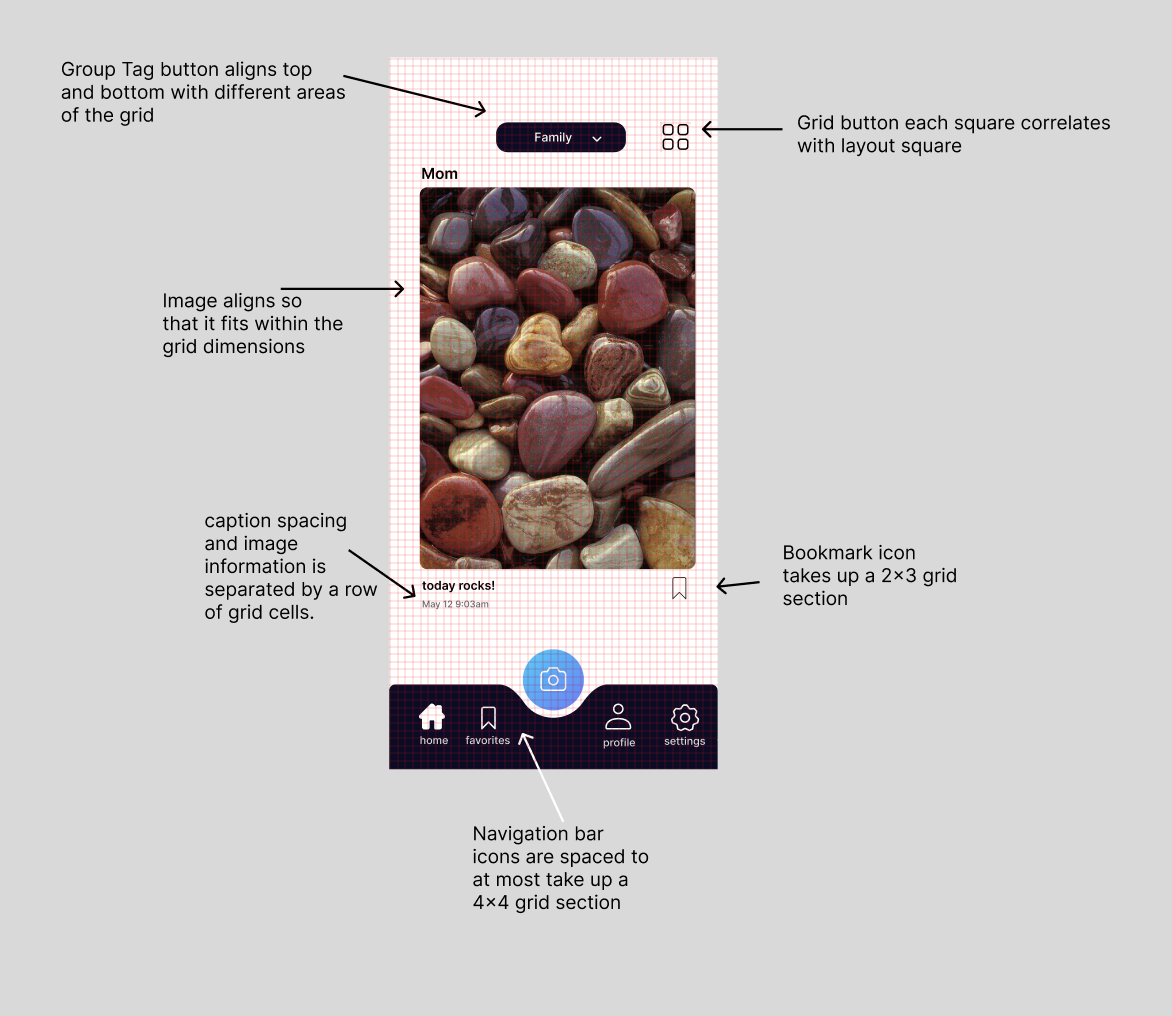 Group Tag button aligns top
and bottom with different areas
of the grid
Grid button each square correlates
with layout square
Family
Mom
Image aligns so
that it fits within the
grid dimensions
caption spacing
and image
information is
separated by a row
of grid cells.
Bookmark icon
takes up a 2×3 grid
section
today rocks!
May 12 9:03am
home
favorites
profile
settings
Navigation bar
icons are spaced to
at most take up a
4×4 grid section